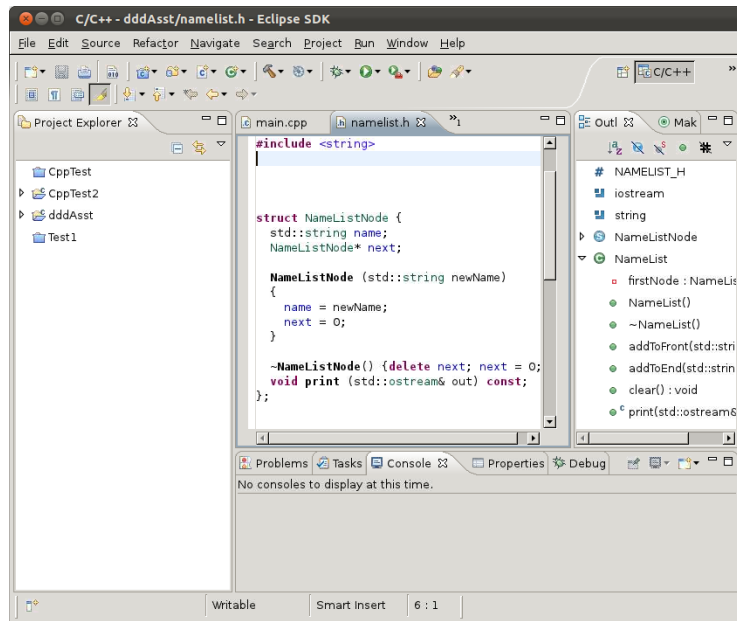 C/C++ - dddAsst/namelist.h - Eclipse SDK
File Edit Source Refactor Navigate Search Project Run Window Help
C/C++ »
Project Explorer
CppTest
CppTest2
dddAsst
Test1
main.cpp namelist.h »1
#include <string>
struct NameListNode {
std::string name;
NameListNode* next;
NameListNode (std::string newName)
{
name = newName;
next = 0;
}
~NameListNode() {delete next; next = 0;
void print (std::ostream& out) const;
};
Outl Mak
# NAMELIST_H
iostream
string
S NameListNode
C NameList
firstNode : NameLis
NameList()
~NameList()
addToFront(std::stri
addToEnd(std::strin
clear() : void
c print(std::ostream&
Problems Tasks Console Properties Debug
No consoles to display at this time.
Writable Smart Insert 6 : 1